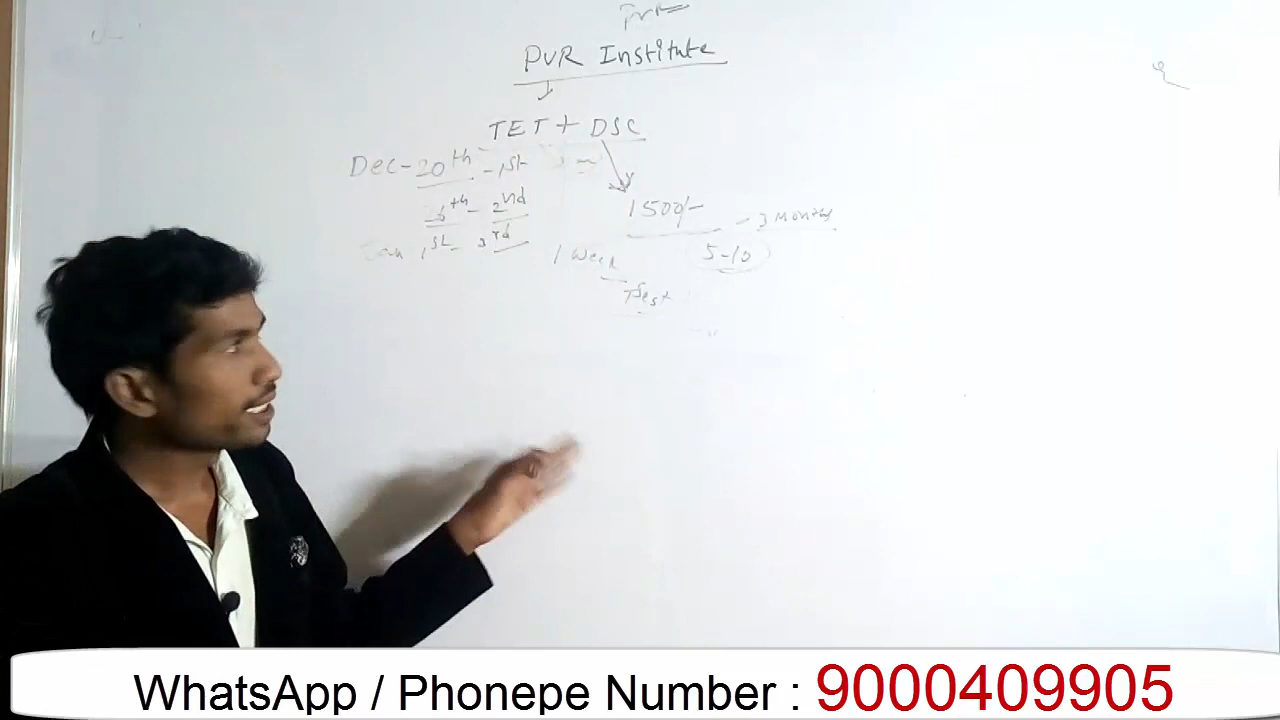 PVR Institute
TET + DSC
Dec-20th - 1st
1500/-
2nd
- 3 Months
1st - 3rd
1 Week
5-10
Test
WhatsApp / Phonepe Number : 9000409905